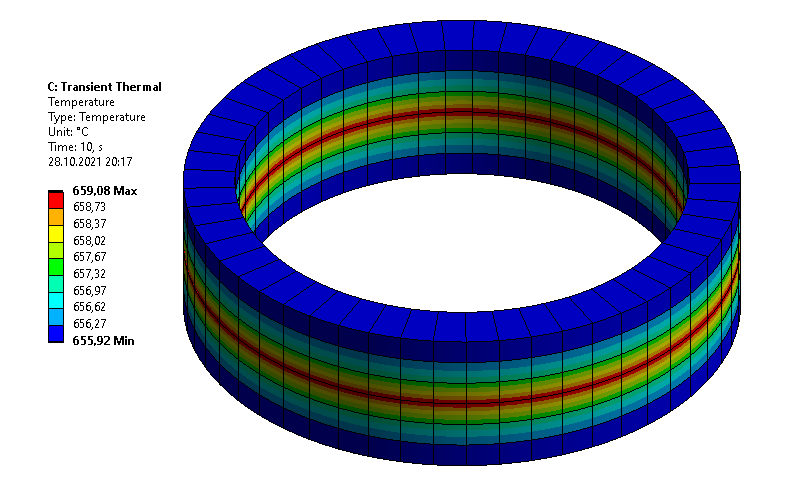 C: Transient Thermal
Temperature
Type: Temperature
Unit: °C
Time: 10, s
28.10.2021 20:17
659,08 Max
658,73
658,37
658,02
657,67
657,32
656,97
656,62
656,27
655,92 Min